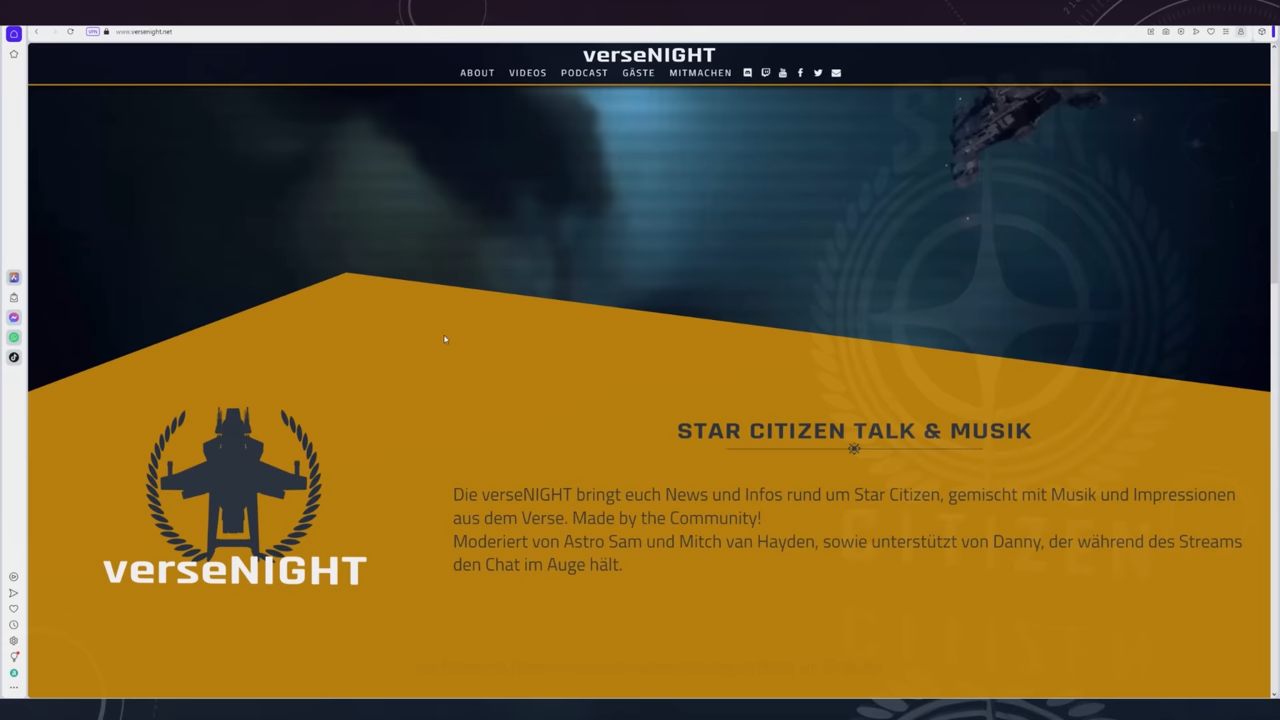 VPN www.versenight.net
verseNIGHT
ABOUT VIDEOS PODCAST GÄSTE MITMACHEN
STAR
STAR CITIZEN TALK & MUSIK
Die verseNIGHT bringt euch News und Infos rund um Star Citizen, gemischt mit Musik und Impressionen
aus dem Verse. Made by the Community!
Moderiert von Astro Sam und Mitch van Hayden, sowie unterstützt von Danny, der während des Streams
den Chat im Auge hält.
verseNIGHT
CITIZEN